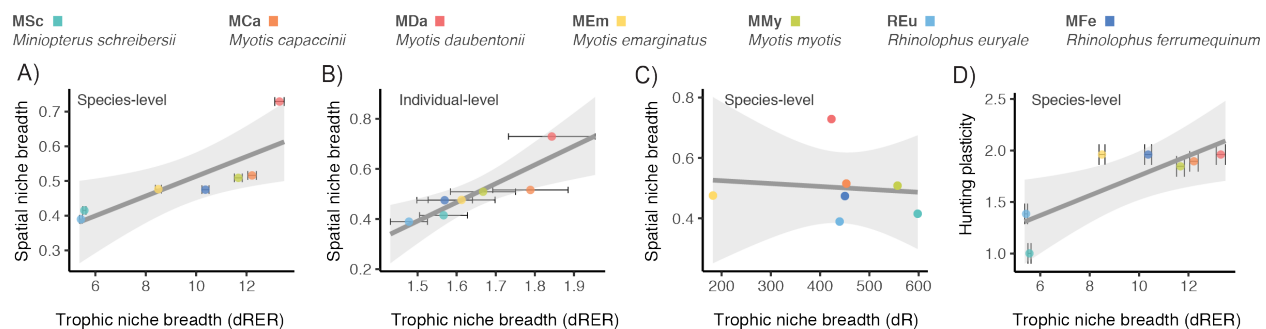 MSc MCa MDa MEm MMy REu MFe
Miniopterus schreibersii Myotis capaccinii Myotis daubentonii Myotis emarginatus Myotis myotis Rhinolophus euryale Rhinolophus ferrumequinum
A)
Species-level
Spatial niche breadth
0.7
0.6
0.5
0.4
0.3
6 8 10 12
Trophic niche breadth (dRER)
B)
Individual-level
Spatial niche breadth
0.8
0.6
0.4
0.2
1.5 1.6 1.7 1.8 1.9
Trophic niche breadth (dRER)
C)
Species-level
Spatial niche breadth
0.8
0.6
0.4
200 300 400 500 600
Trophic niche breadth (dR)
D)
Species-level
Hunting plasticity
2.5
2.0
1.5
1.0
6 8 10 12
Trophic niche breadth (dRER)